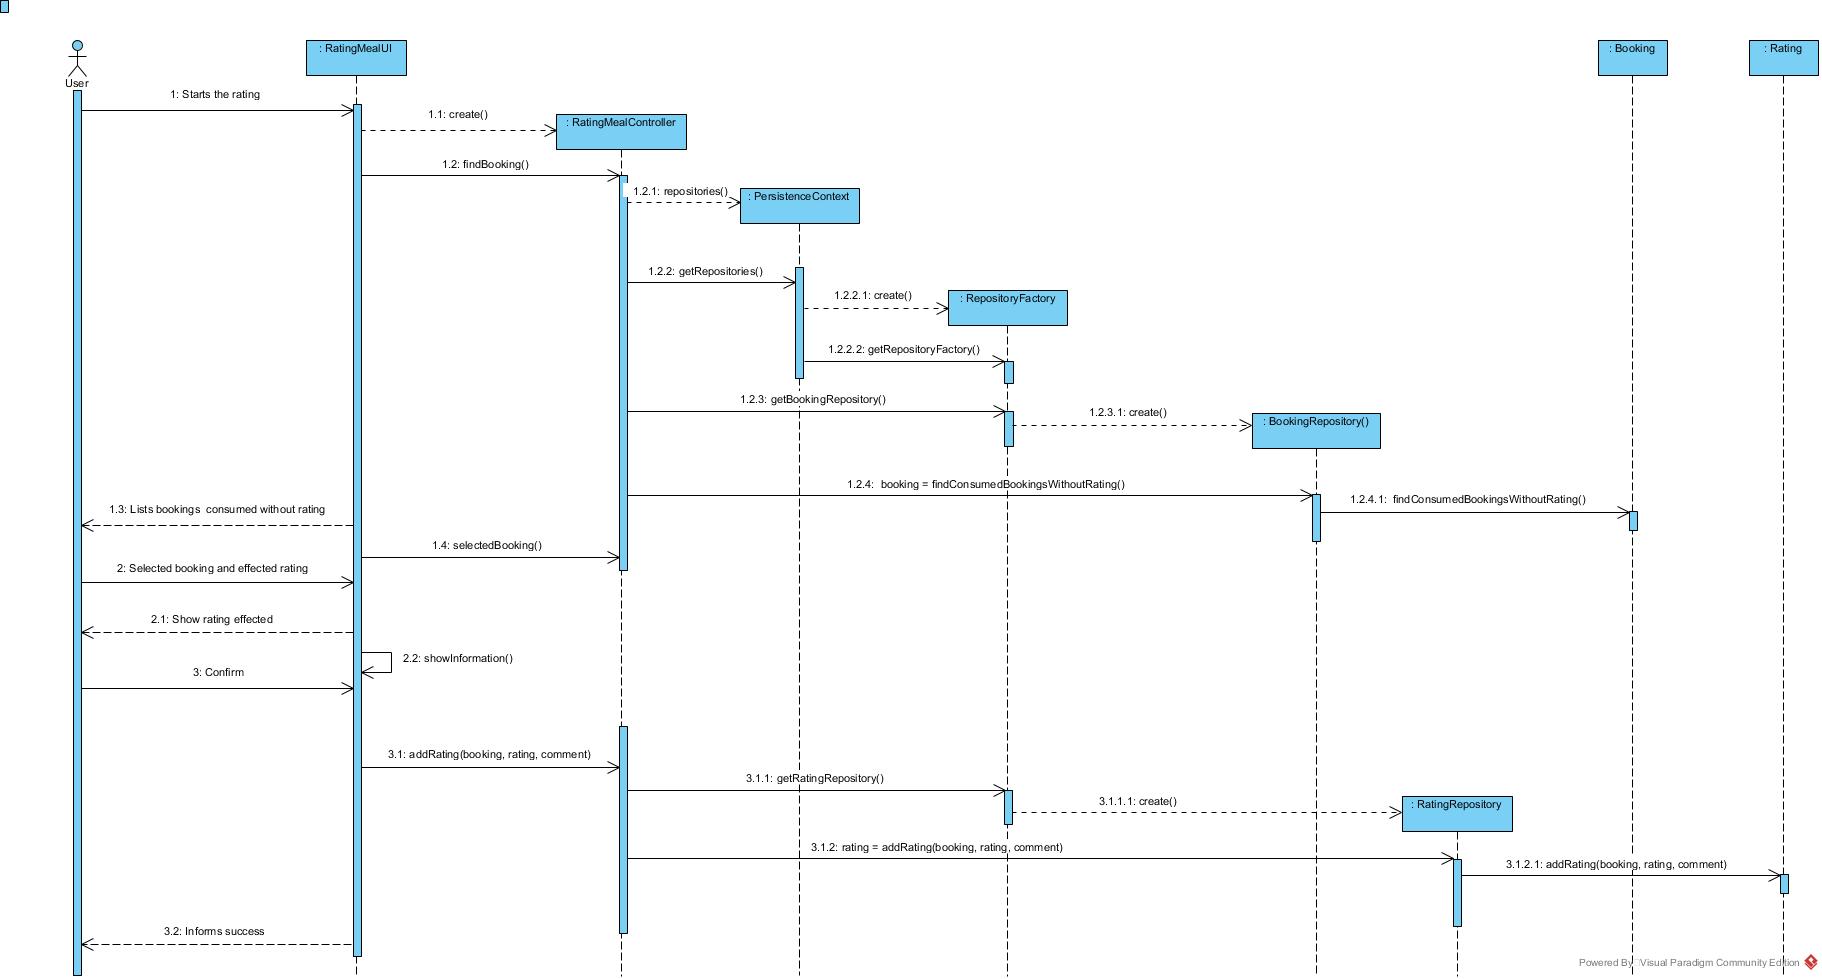 : RatingMealUI
: Booking
: Rating
User
1: Starts the rating
1.1: create()
: RatingMealController
1.2: findBooking()
1.2.1: repositories()
: PersistenceContext
1.2.2: getRepositories()
1.2.2.1: create()
: RepositoryFactory
1.2.2.2: getRepositoryFactory()
1.2.3: getBookingRepository()
1.2.3.1: create()
: BookingRepository()
1.2.4: booking = findConsumedBookingsWithoutRating()
1.2.4.1: findConsumedBookingsWithoutRating()
1.3: Lists bookings consumed without rating
1.4: selectedBooking()
2: Selected booking and effected rating
2.1: Show rating effected
2.2: showInformation()
3: Confirm
3.1: addRating(booking, rating, comment)
3.1.1: getRatingRepository()
3.1.1.1: create()
: RatingRepository
3.1.2: rating = addRating(booking, rating, comment)
3.1.2.1: addRating(booking, rating, comment)
3.2: Informs success
Powered By Visual Paradigm Community Edition